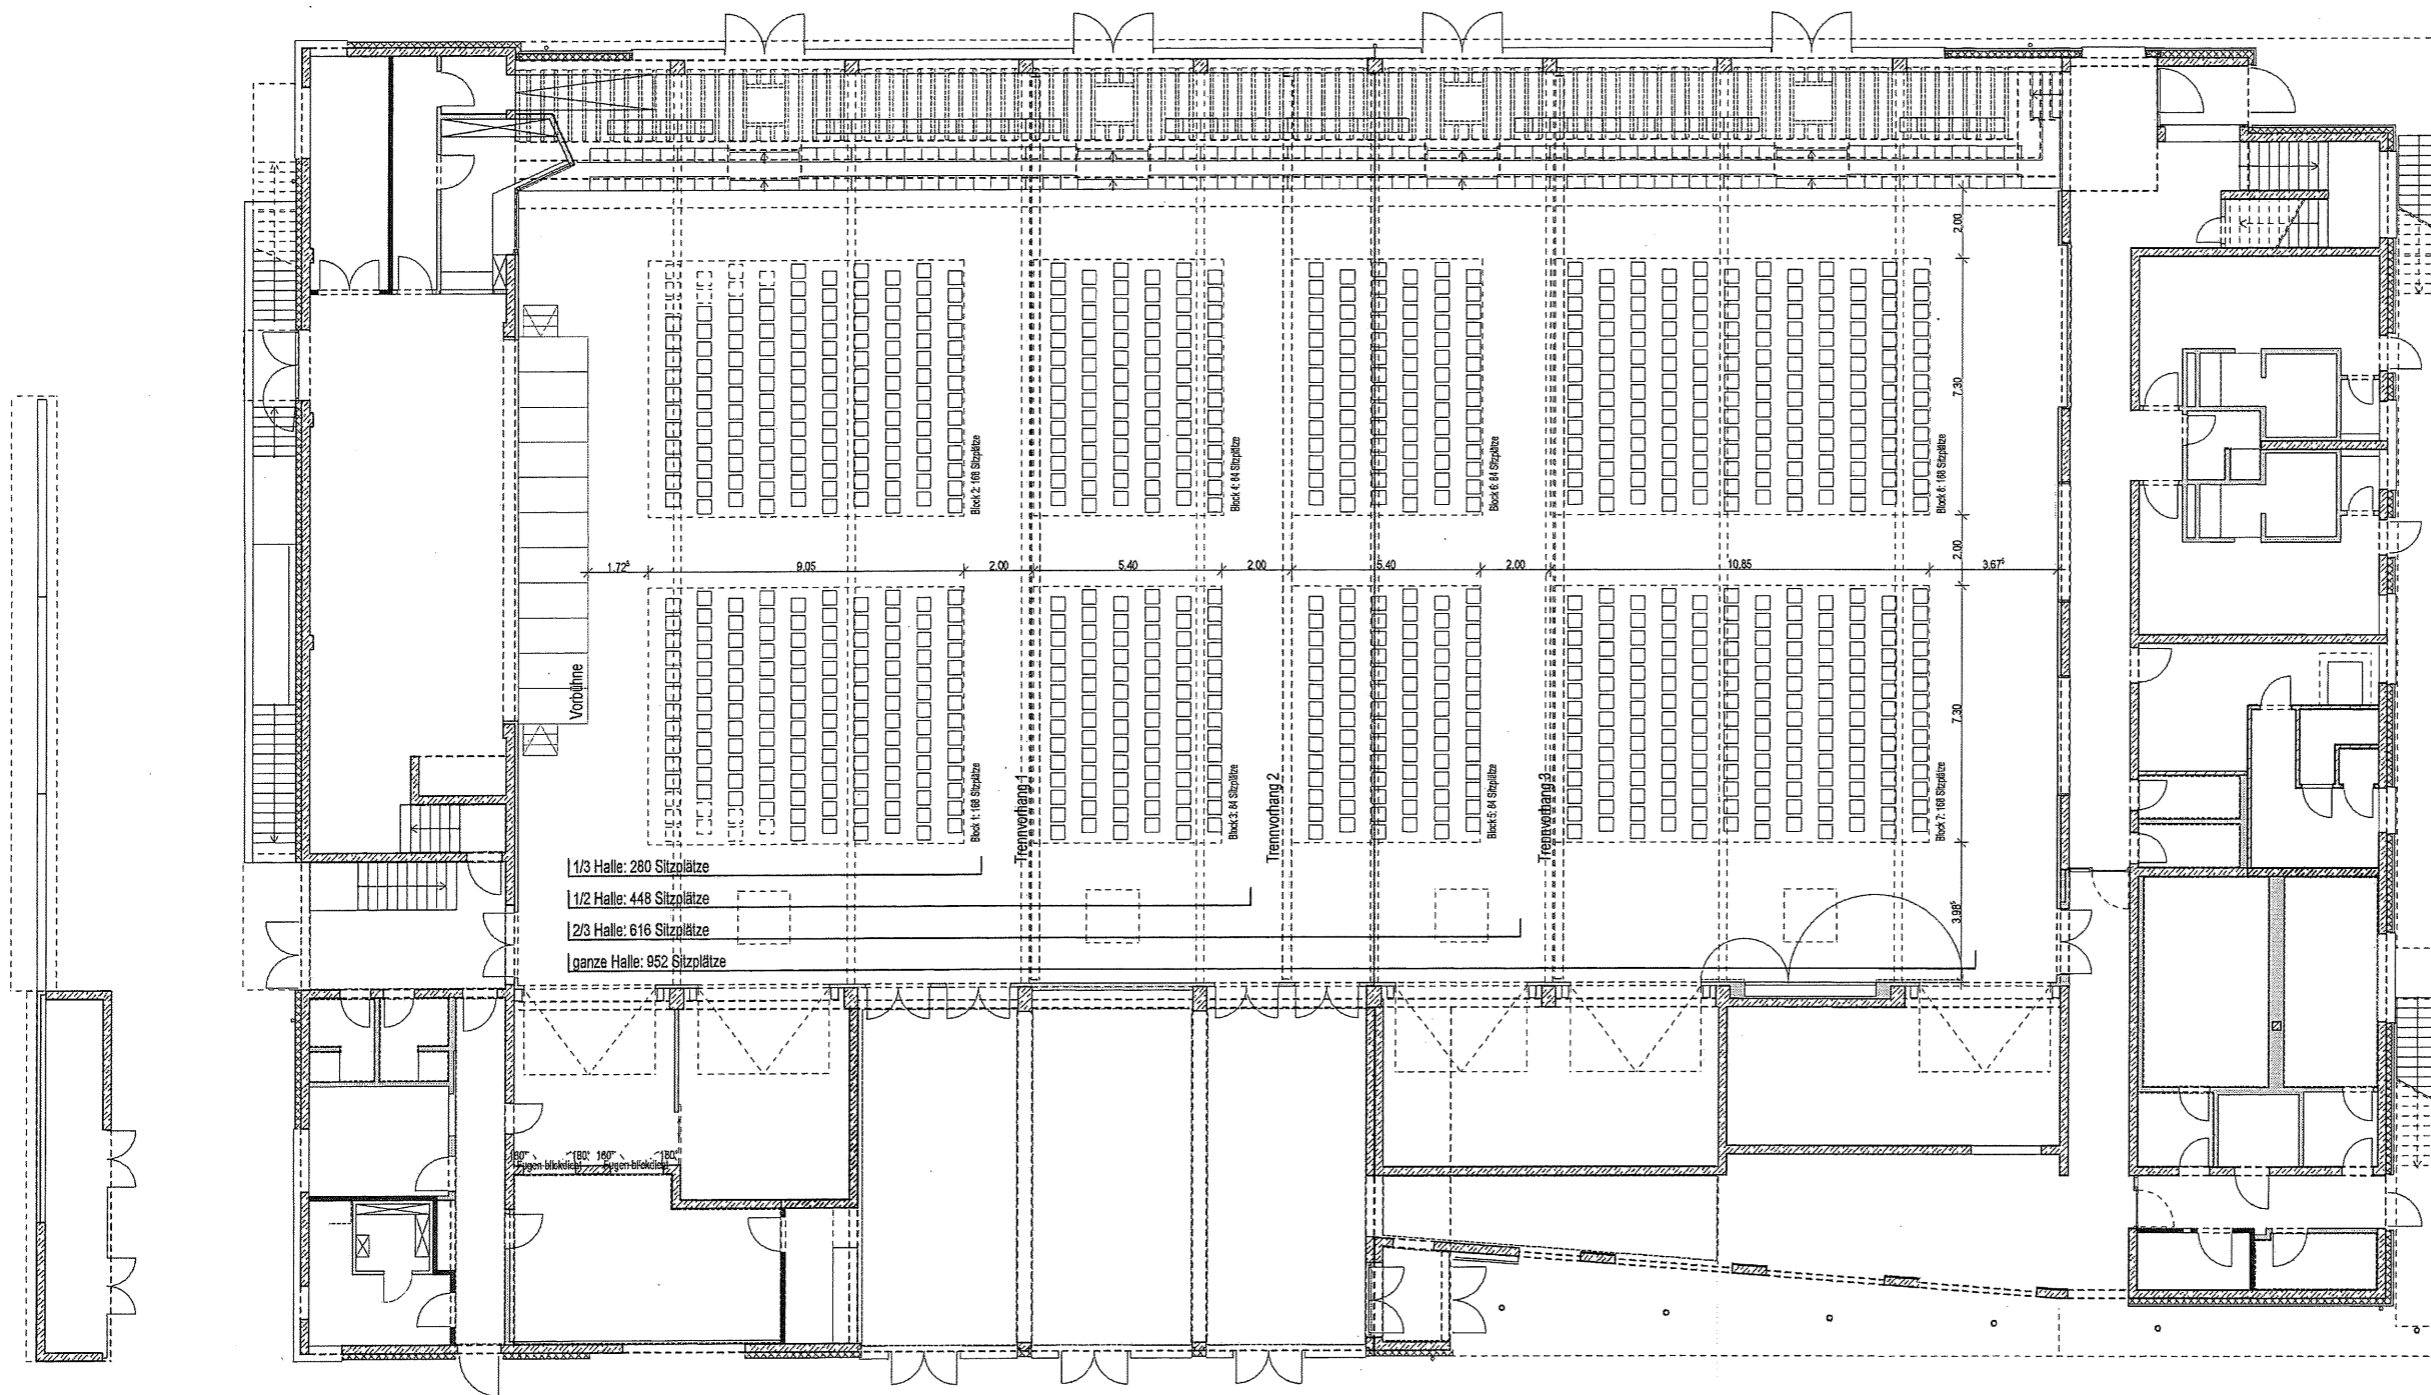 2.00
7.30
Block 2: 168 Sitzplätze
Block 4: 84 Sitzplätze
Block 6: 84 Sitzplätze
Block 8: 168 Sitzplätze
1.72⁵
9.05
2.00
5.40
2.00
5.40
2.00
10.85
3.67⁵
2.00
Vorbühne
7.30
Block 1: 168 Sitzplätze
Trennvorhang 1
Block 3: 84 Sitzplätze
Trennvorhang 2
Block 5: 84 Sitzplätze
Trennvorhang 3
Block 7: 168 Sitzplätze
1/3 Halle: 280 Sitzplätze
1/2 Halle: 448 Sitzplätze
2/3 Halle: 616 Sitzplätze
ganze Halle: 952 Sitzplätze
3.98⁵